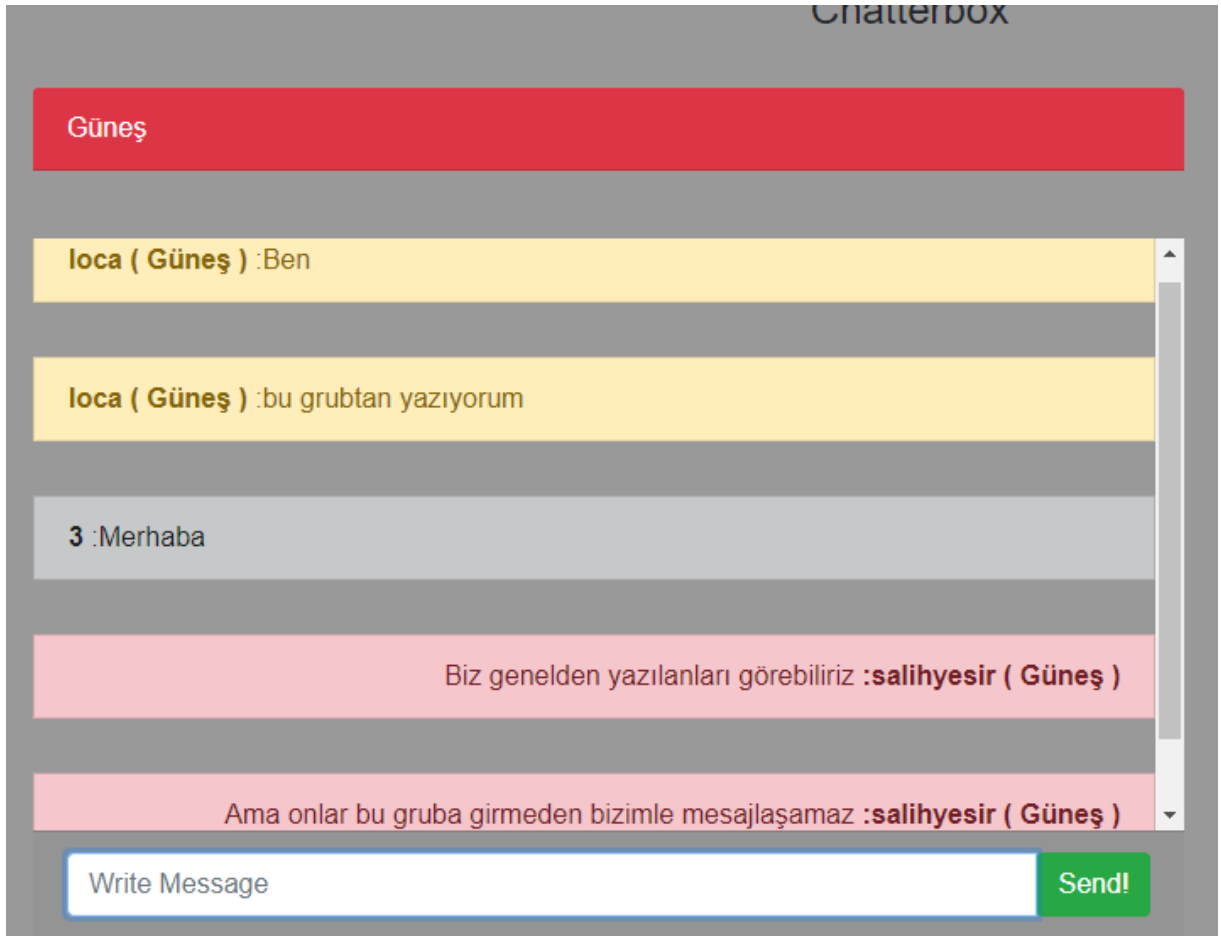 Chatterbox
Güneş
loca ( Güneş ) :Ben
loca ( Güneş ) :bu grubtan yazıyorum
3 :Merhaba
Biz genelden yazılanları görebiliriz :salihyesir ( Güneş )
Ama onlar bu gruba girmeden bizimle mesajlaşamaz :salihyesir ( Güneş )
Write Message
Send!